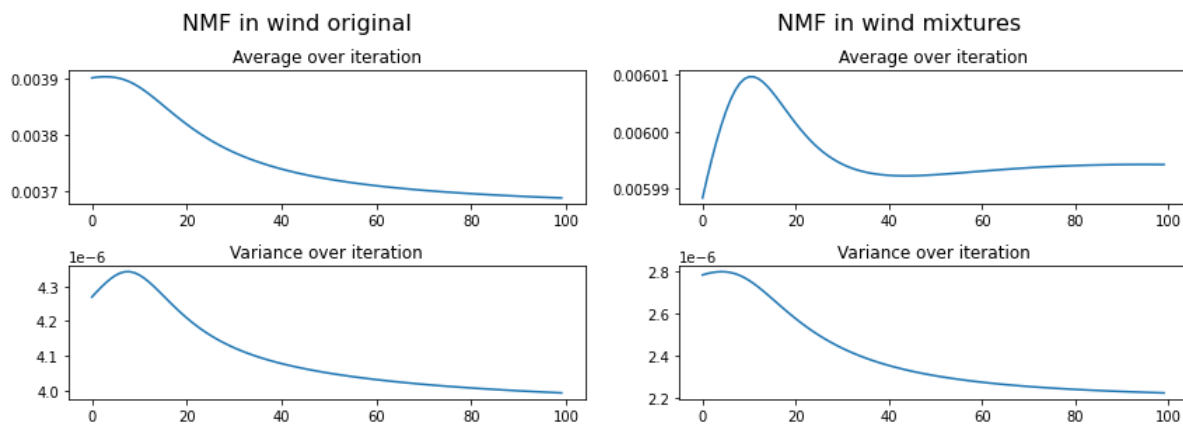 NMF in wind original
Average over iteration
0.0039
0.0038
0.0037
0 20 40 60 80 100
Variance over iteration
1e-6
4.3
4.2
4.1
4.0
0 20 40 60 80 100
NMF in wind mixtures
Average over iteration
0.00601
0.00600
0.00599
0 20 40 60 80 100
Variance over iteration
1e-6
2.8
2.6
2.4
2.2
0 20 40 60 80 100